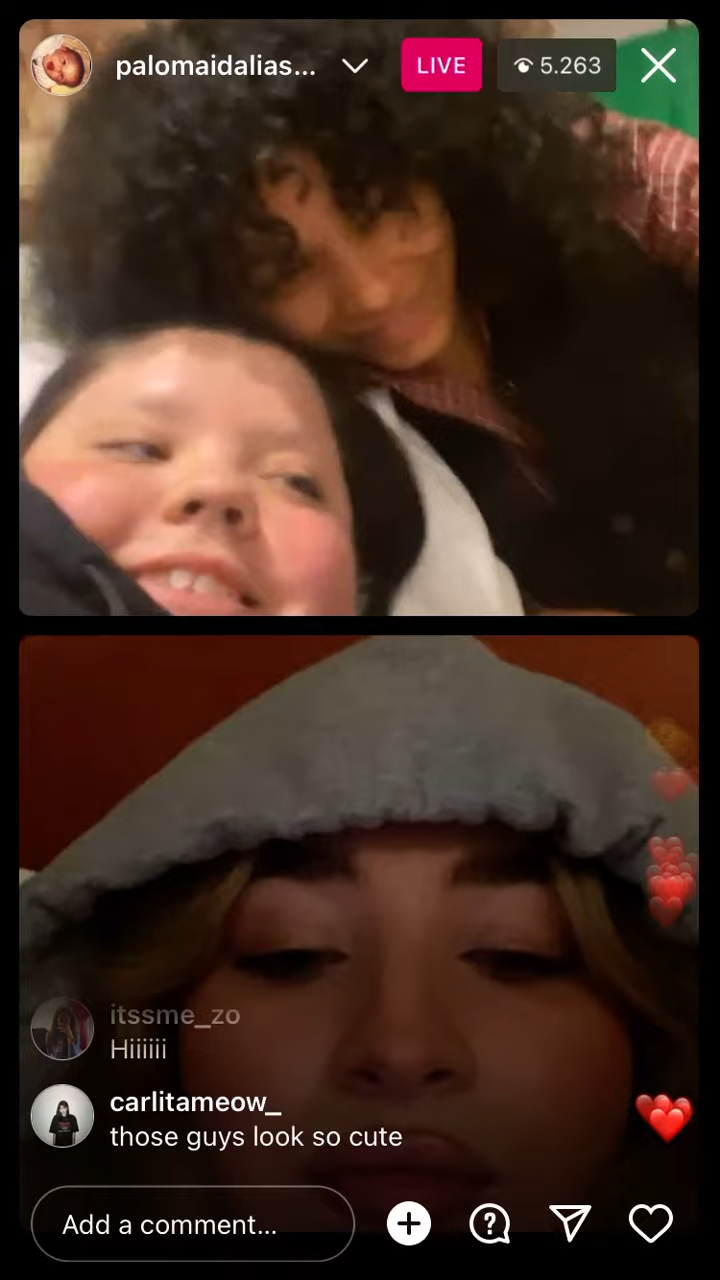 palomaidalias...
LIVE
5.263
itssme_zo
Hiiiiii
carlitameow_
those guys look so cute
Add a comment...